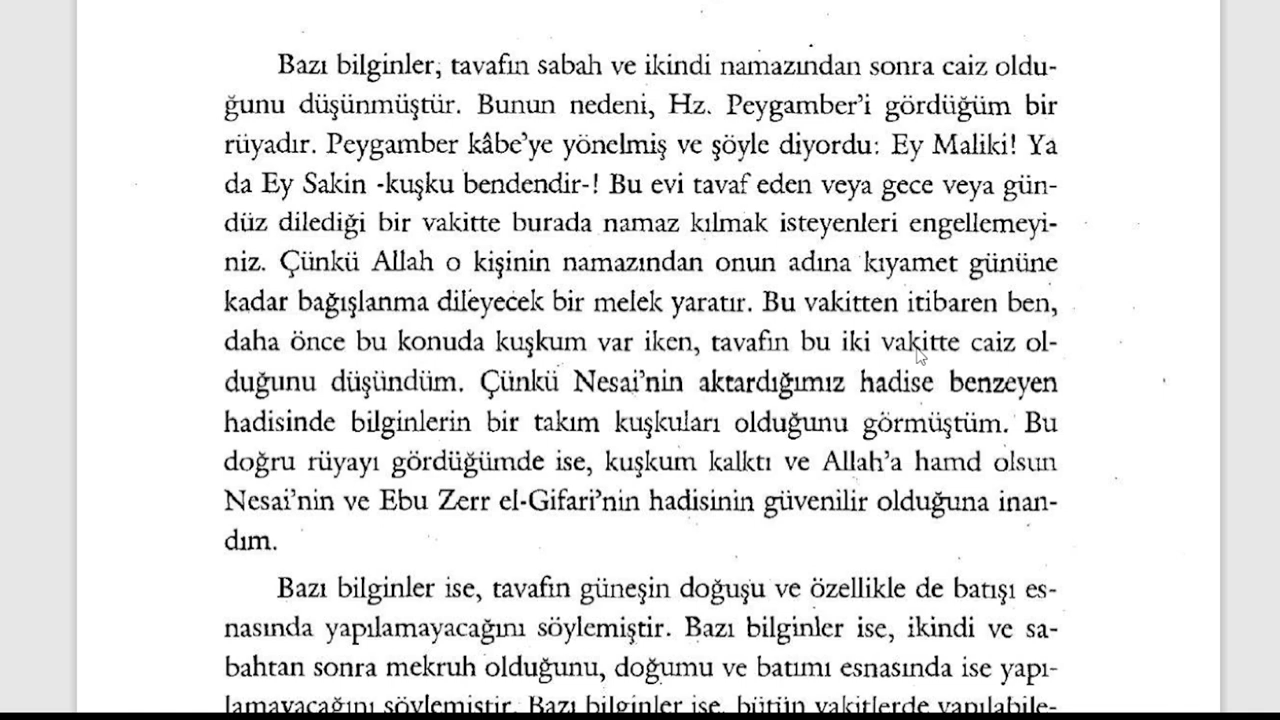 Bazı bilginler, tavafın sabah ve ikindi namazından sonra caiz oldu-
ğunu düşünmüştür. Bunun nedeni, Hz. Peygamber'i gördüğüm bir
rüyadır. Peygamber kâbe'ye yönelmiş ve şöyle diyordu: Ey Maliki! Ya
da Ey Sakin -kuşku bendendir-! Bu evi tavaf eden veya gece veya gün-
düz dilediği bir vakitte burada namaz kılmak isteyenleri engellemeyi-
niz. Çünkü Allah o kişinin namazından onun adına kıyamet gününe
kadar bağışlanma dileyecek bir melek yaratır. Bu vakitten itibaren ben,
daha önce bu konuda kuşkum var iken, tavafın bu iki vakitte caiz ol-
duğunu düşündüm. Çünkü Nesai'nin aktardığımız hadise benzeyen
hadisinde bilginlerin bir takım kuşkuları olduğunu görmüştüm. Bu
doğru rüyayı gördüğümde ise, kuşkum kalktı ve Allah'a hamd olsun
Nesai'nin ve Ebu Zerr el-Gifari'nin hadisinin güvenilir olduğuna inan-
dım.
Bazı bilginler ise, tavafın güneşin doğuşu ve özellikle de batışı es-
nasında yapılamayacağını söylemiştir. Bazı bilginler ise, ikindi ve sa-
bahtan sonra mekruh olduğunu, doğumu ve batımı esnasında ise yapı-
lamayacağını söylemiştir. Bazı bilginler ise, bütün vakitlerde yapılabile-